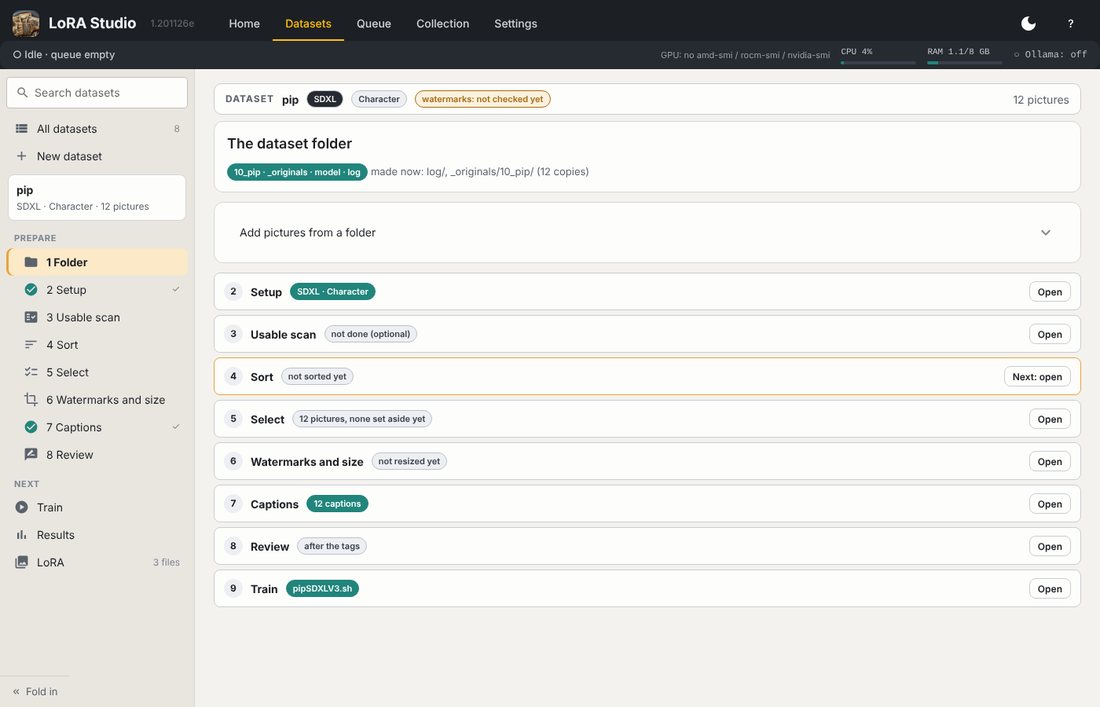 LoRA Studio 1.201126e Home Datasets Queue Collection Settings ?
Idle · queue empty GPU: no amd-smi / rocm-smi / nvidia-smi CPU 4% RAM 1.1/8 GB Ollama: off
Search datasets
All datasets 8
New dataset
pip
SDXL · Character · 12 pictures
PREPARE
1 Folder
2 Setup
3 Usable scan
4 Sort
5 Select
6 Watermarks and size
7 Captions
8 Review
NEXT
Train
Results
LoRA 3 files
« Fold in
DATASET pip SDXL Character watermarks: not checked yet 12 pictures
The dataset folder
10_pip · _originals · model · log made now: log/, _originals/10_pip/ (12 copies)
Add pictures from a folder
2 Setup SDXL · Character Open
3 Usable scan not done (optional) Open
4 Sort not sorted yet Next: open
5 Select 12 pictures, none set aside yet Open
6 Watermarks and size not resized yet Open
7 Captions 12 captions Open
8 Review after the tags Open
9 Train pipSDXLV3.sh Open